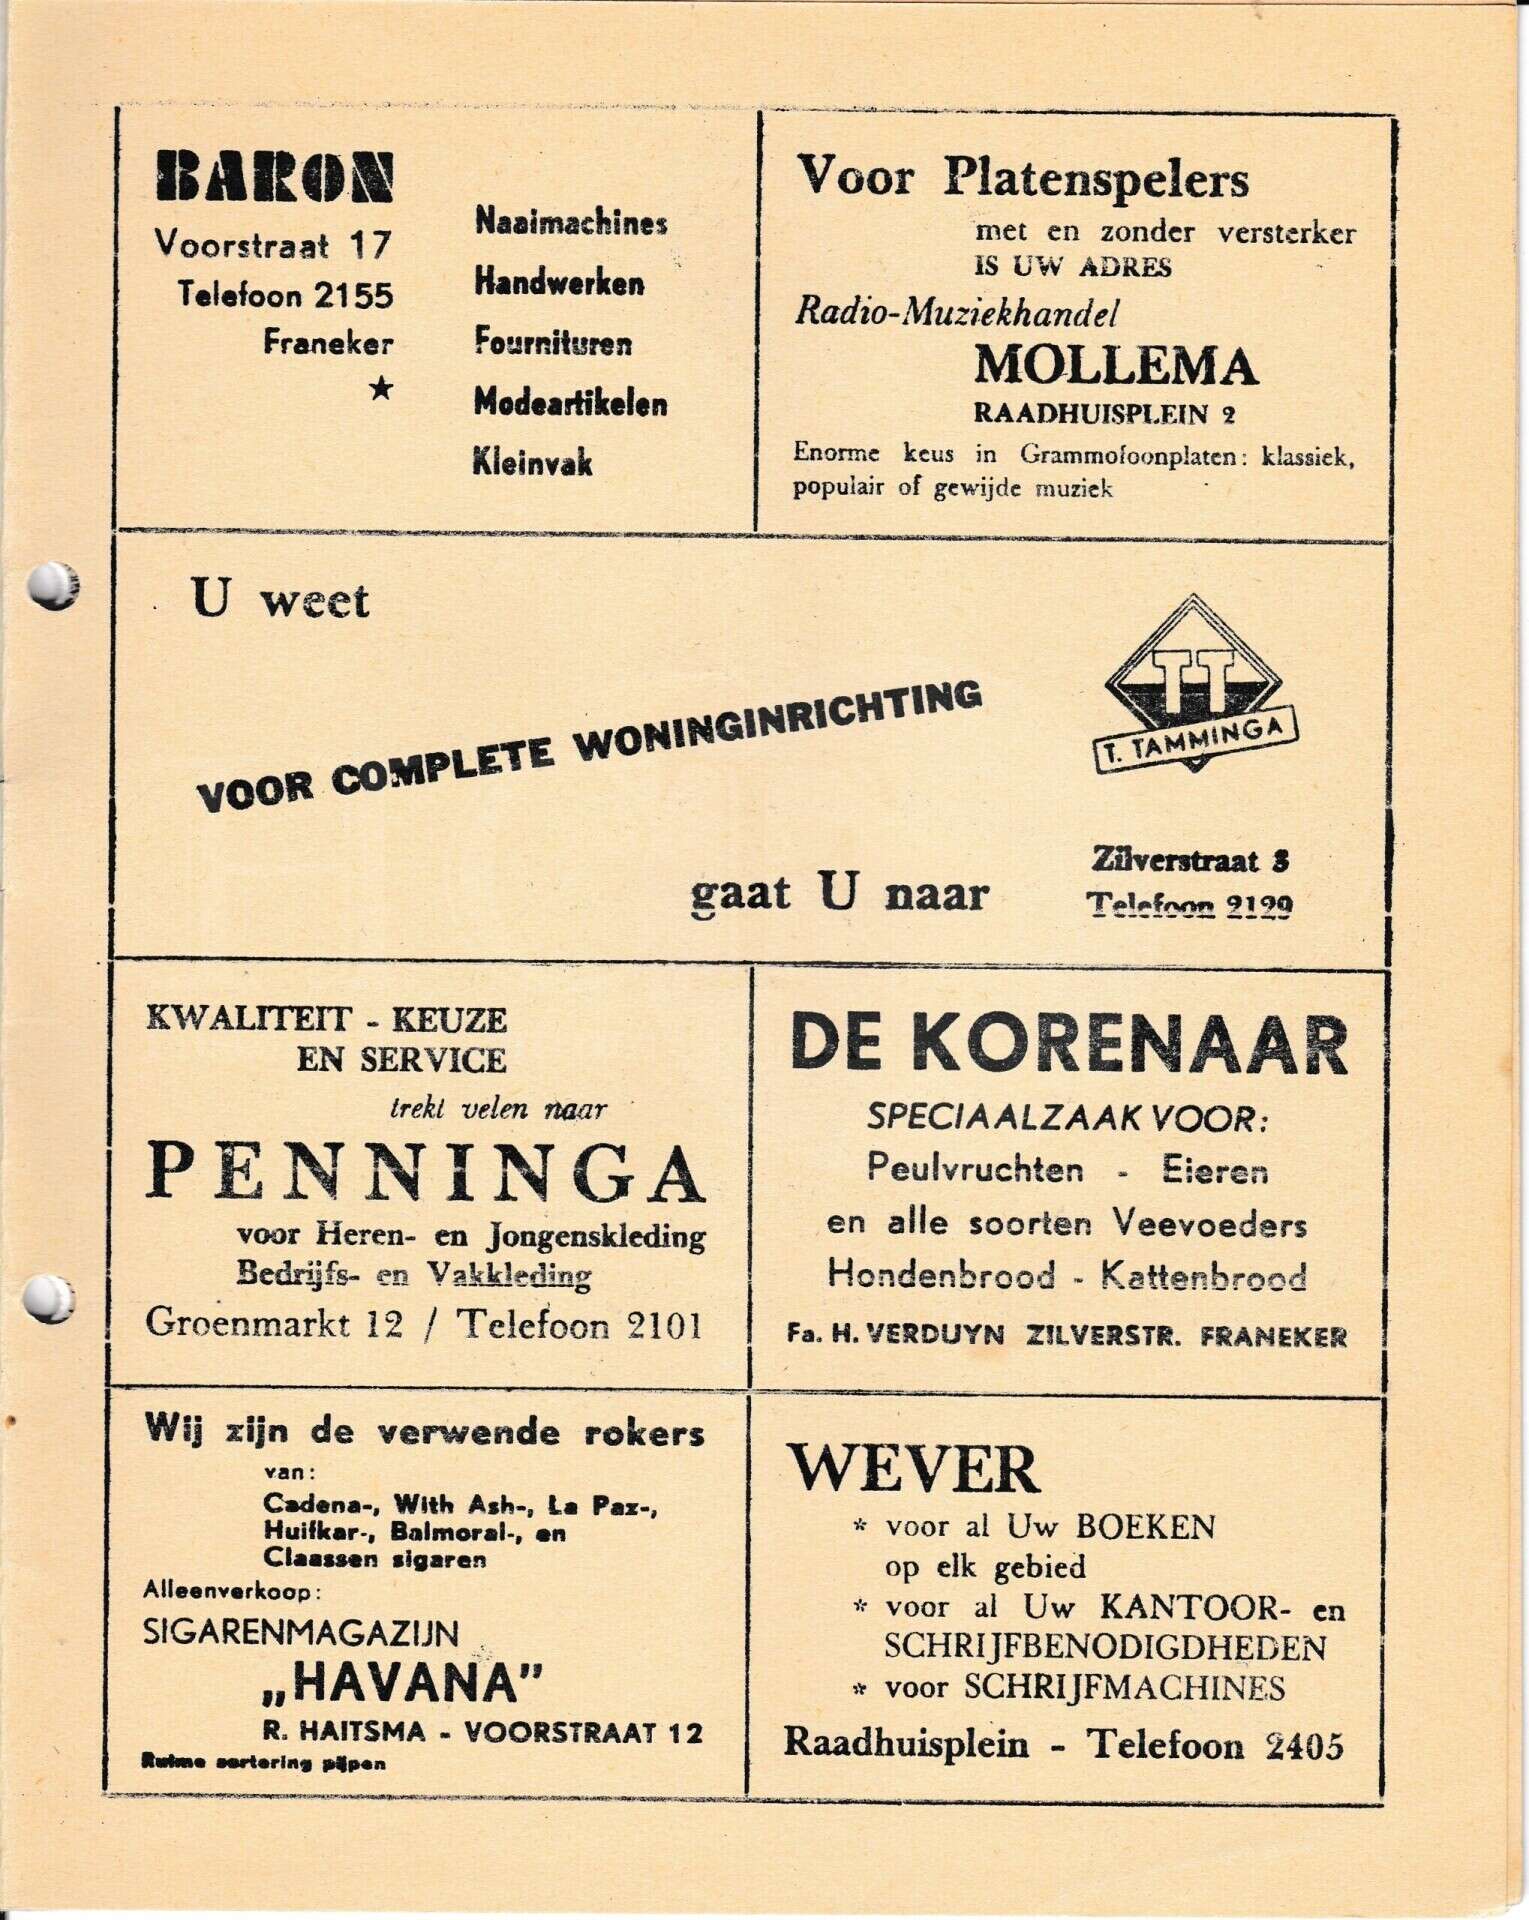 BARON
Voorstraat 17
Telefoon 2155
Franeker
★
Naaimachines
Handwerken
Fournituren
Modeartikelen
Kleinvak
Voor Platenspelers
met en zonder versterker
IS UW ADRES
Radio-Muziekhandel
MOLLEMA
RAADHUISPLEIN 2
Enorme keus in Grammofoonplaten: klassiek,
populair of gewijde muziek
U weet
VOOR COMPLETE WONINGINRICHTING
gaat U naar
TT
T. TAMMINGA
Zilverstraat 3
Telefoon 2129
KWALITEIT - KEUZE
EN SERVICE
trekt velen naar
PENNINGA
voor Heren- en Jongenskleding
Bedrijfs- en Vakkleding
Groenmarkt 12 / Telefoon 2101
DE KORENAAR
SPECIAALZAAK VOOR:
Peulvruchten - Eieren
en alle soorten Veevoeders
Hondenbrood - Kattenbrood
Fa. H. VERDUYN ZILVERSTR. FRANEKER
Wij zijn de verwende rokers
van:
Cadena-, With Ash-, La Paz-,
Huifkar-, Balmoral-, en
Claassen sigaren
Alleenverkoop:
SIGARENMAGAZIJN
„HAVANA”
R. HAITSMA - VOORSTRAAT 12
Ruime sortering pijpen
WEVER
* voor al Uw BOEKEN
op elk gebied
* voor al Uw KANTOOR- en
SCHRIJFBENODIGDHEDEN
* voor SCHRIJFMACHINES
Raadhuisplein - Telefoon 2405